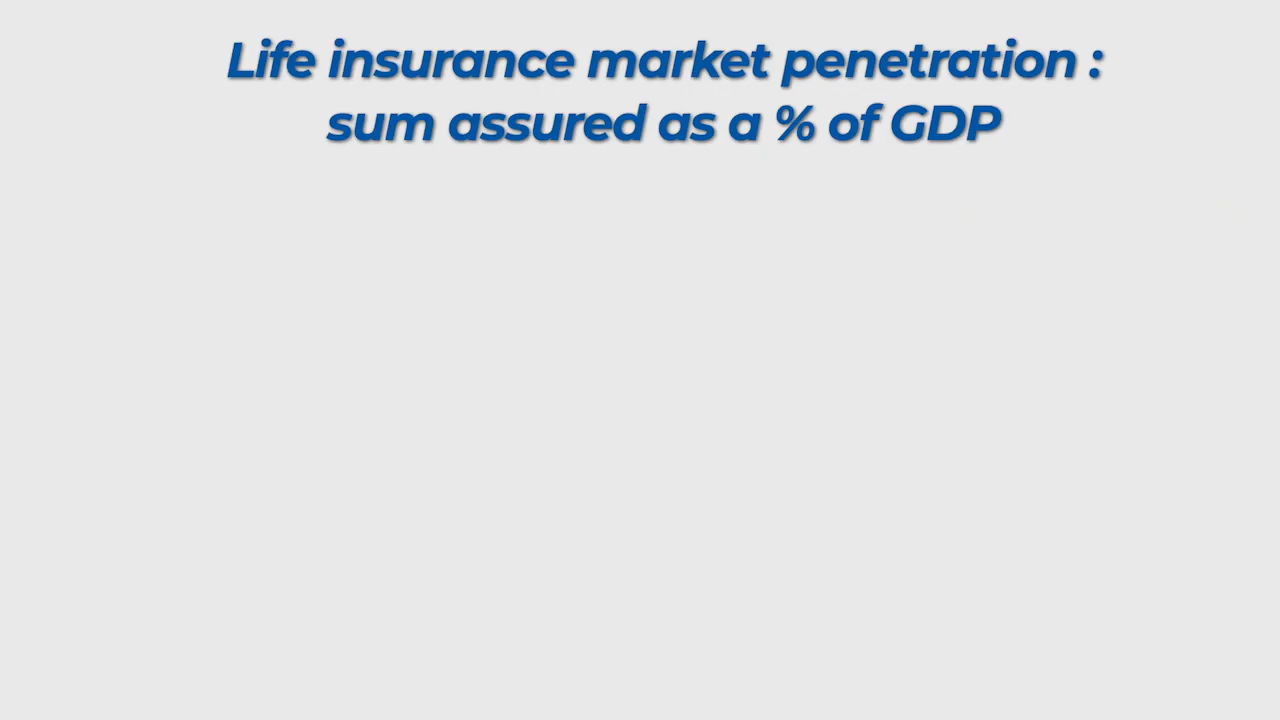 Life insurance market penetration :
sum assured as a % of GDP